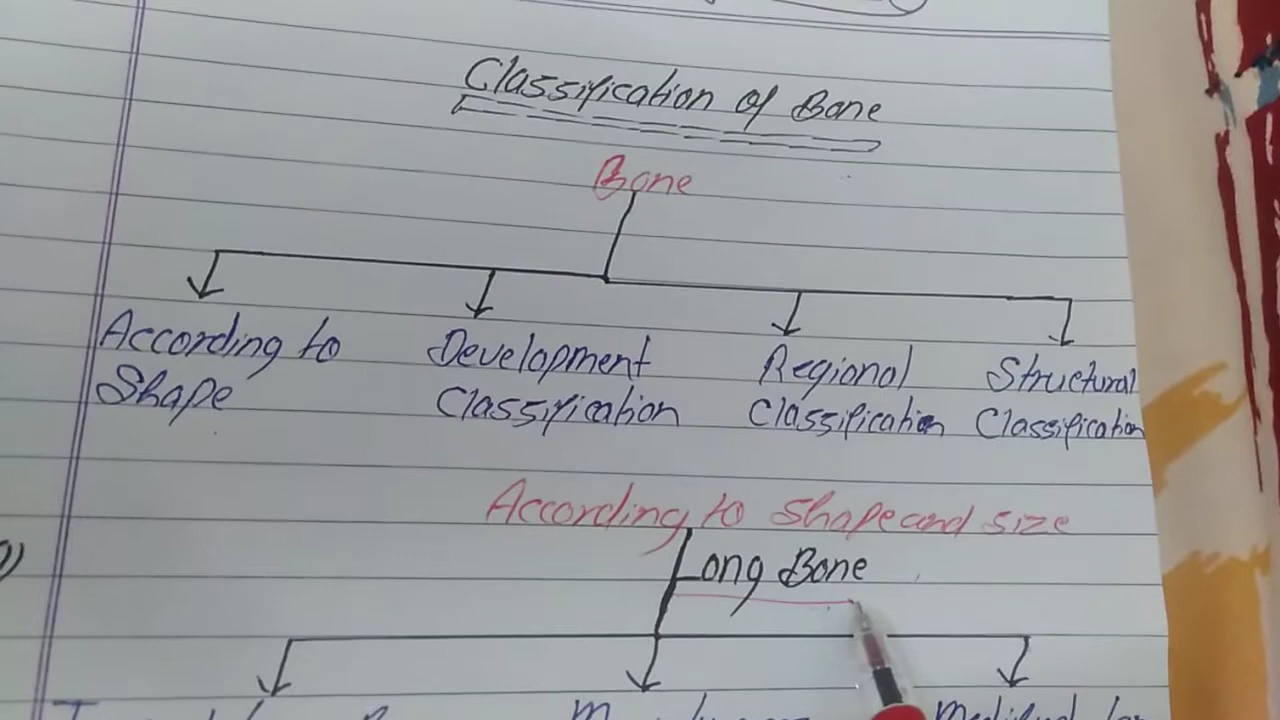 Classification of Bone
Bone
According to
Shape
Development
Classification
Regional
Classification
Structural
Classification
According to Shape and size
Long Bone